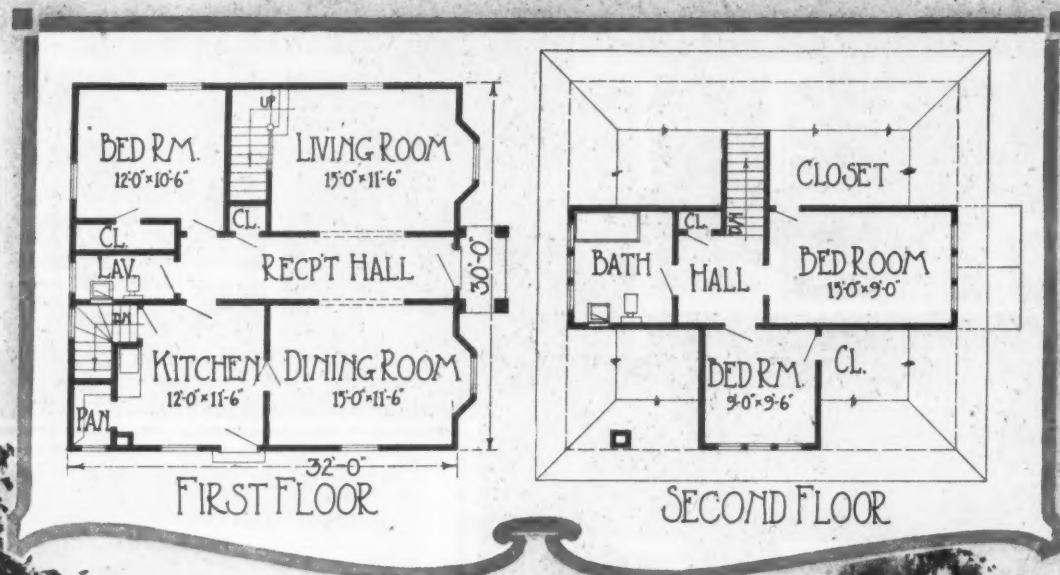 UP
BED RM.
12'-0" × 10'-6"
LIVING ROOM
15'-0" × 11'-6"
CL.
CL.
LAV.
RECP'T HALL
30'-0"
DN
KITCHEN
12'-0" × 11'-6"
DINING ROOM
15'-0" × 11'-6"
PAN.
32'-0"
FIRST FLOOR
CLOSET
CL.
DN
BATH
HALL
BED ROOM
15'-0" × 9'-0"
BED RM.
9'-0" × 9'-6"
CL.
SECOND FLOOR